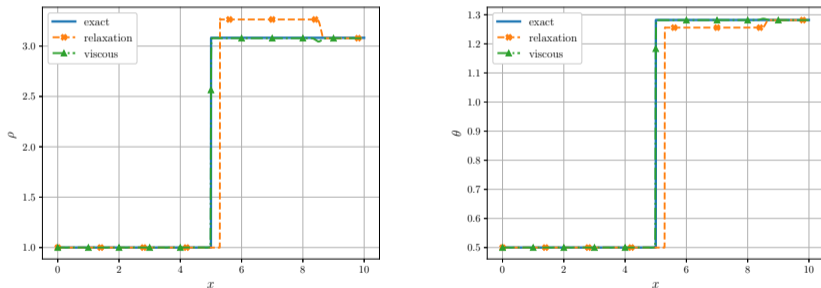 exact
relaxation
viscous
3.0
2.5
2.0
1.5
1.0
ρ
0 2 4 6 8 10
x
exact
relaxation
viscous
1.3
1.2
1.1
1.0
0.9
0.8
0.7
0.6
0.5
θ
0 2 4 6 8 10
x